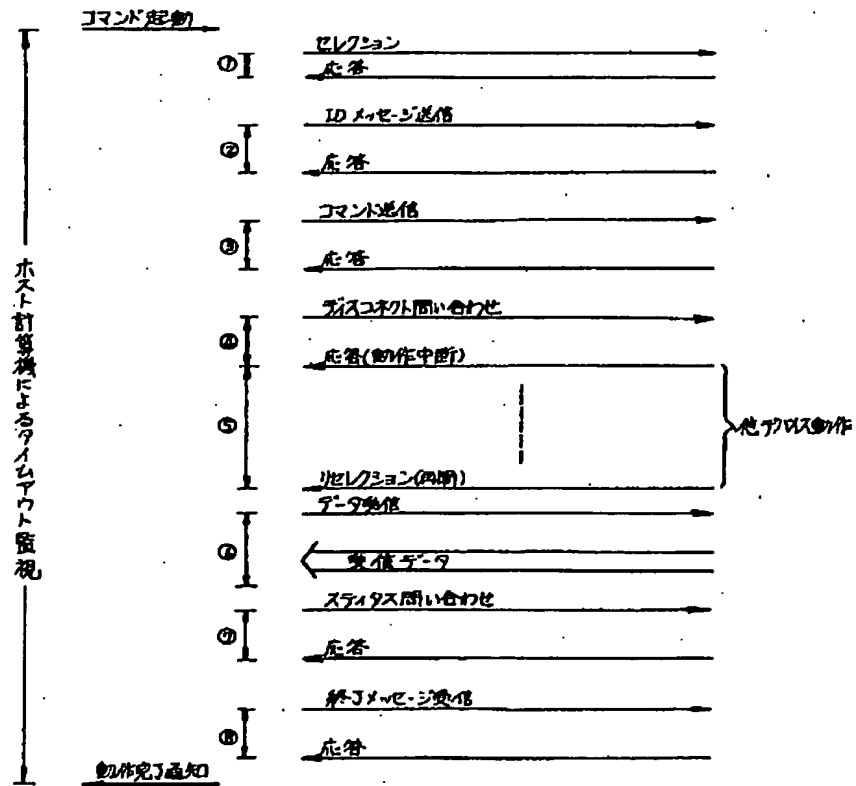 コマンド起動
セレクション
①
応答
IDメッセージ送信
②
応答
コマンド送信
③
応答
ディスコネクト問い合わせ
④
応答(動作中断)
⑤
他アクロス動作
リセレクション(再開)
データ受信
⑥
受信データ
ステイタス問い合わせ
⑦
応答
終了メッセージ受信
⑧
応答
動作完了通知
ホスト計算機によるタイムアウト監視